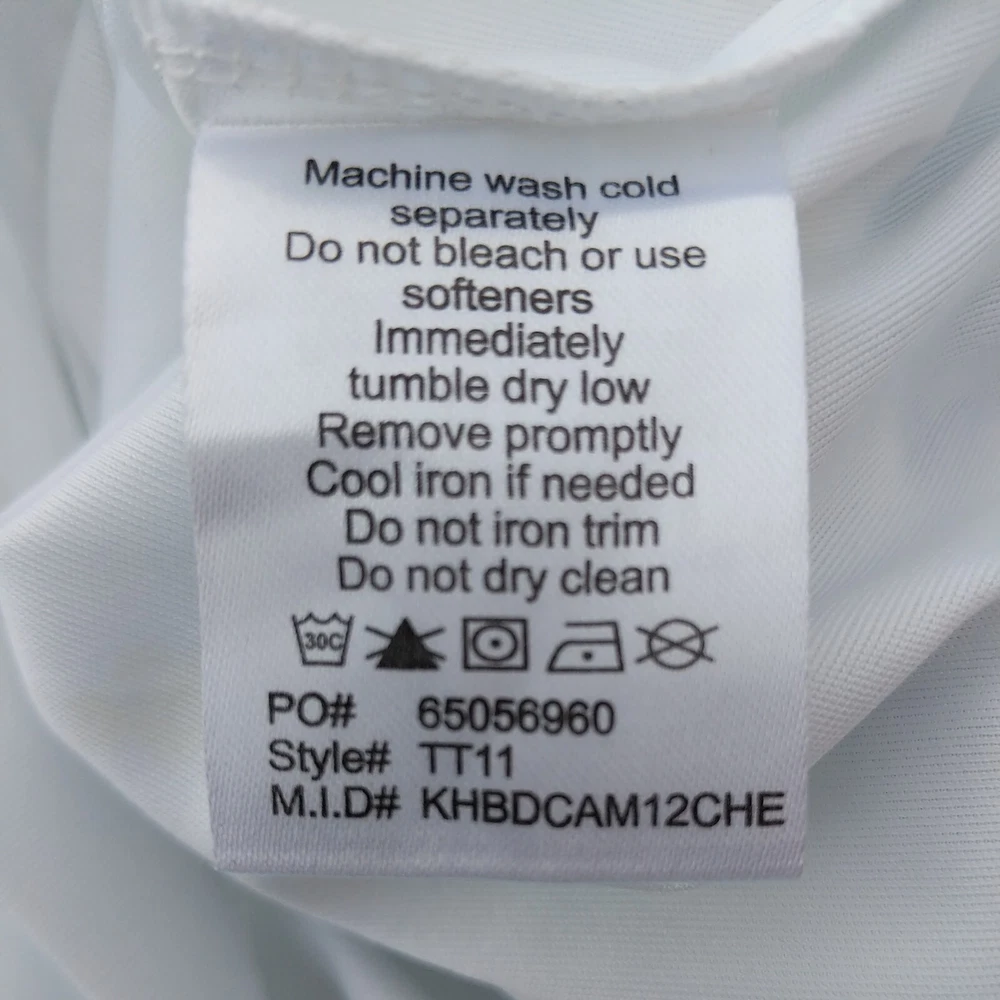 Machine wash cold
separately
Do not bleach or use
softeners
Immediately
tumble dry low
Remove promptly
Cool iron if needed
Do not iron trim
Do not dry clean
30C
PO# 65056960
Style# TT11
M.I.D# KHBDCAM12CHE